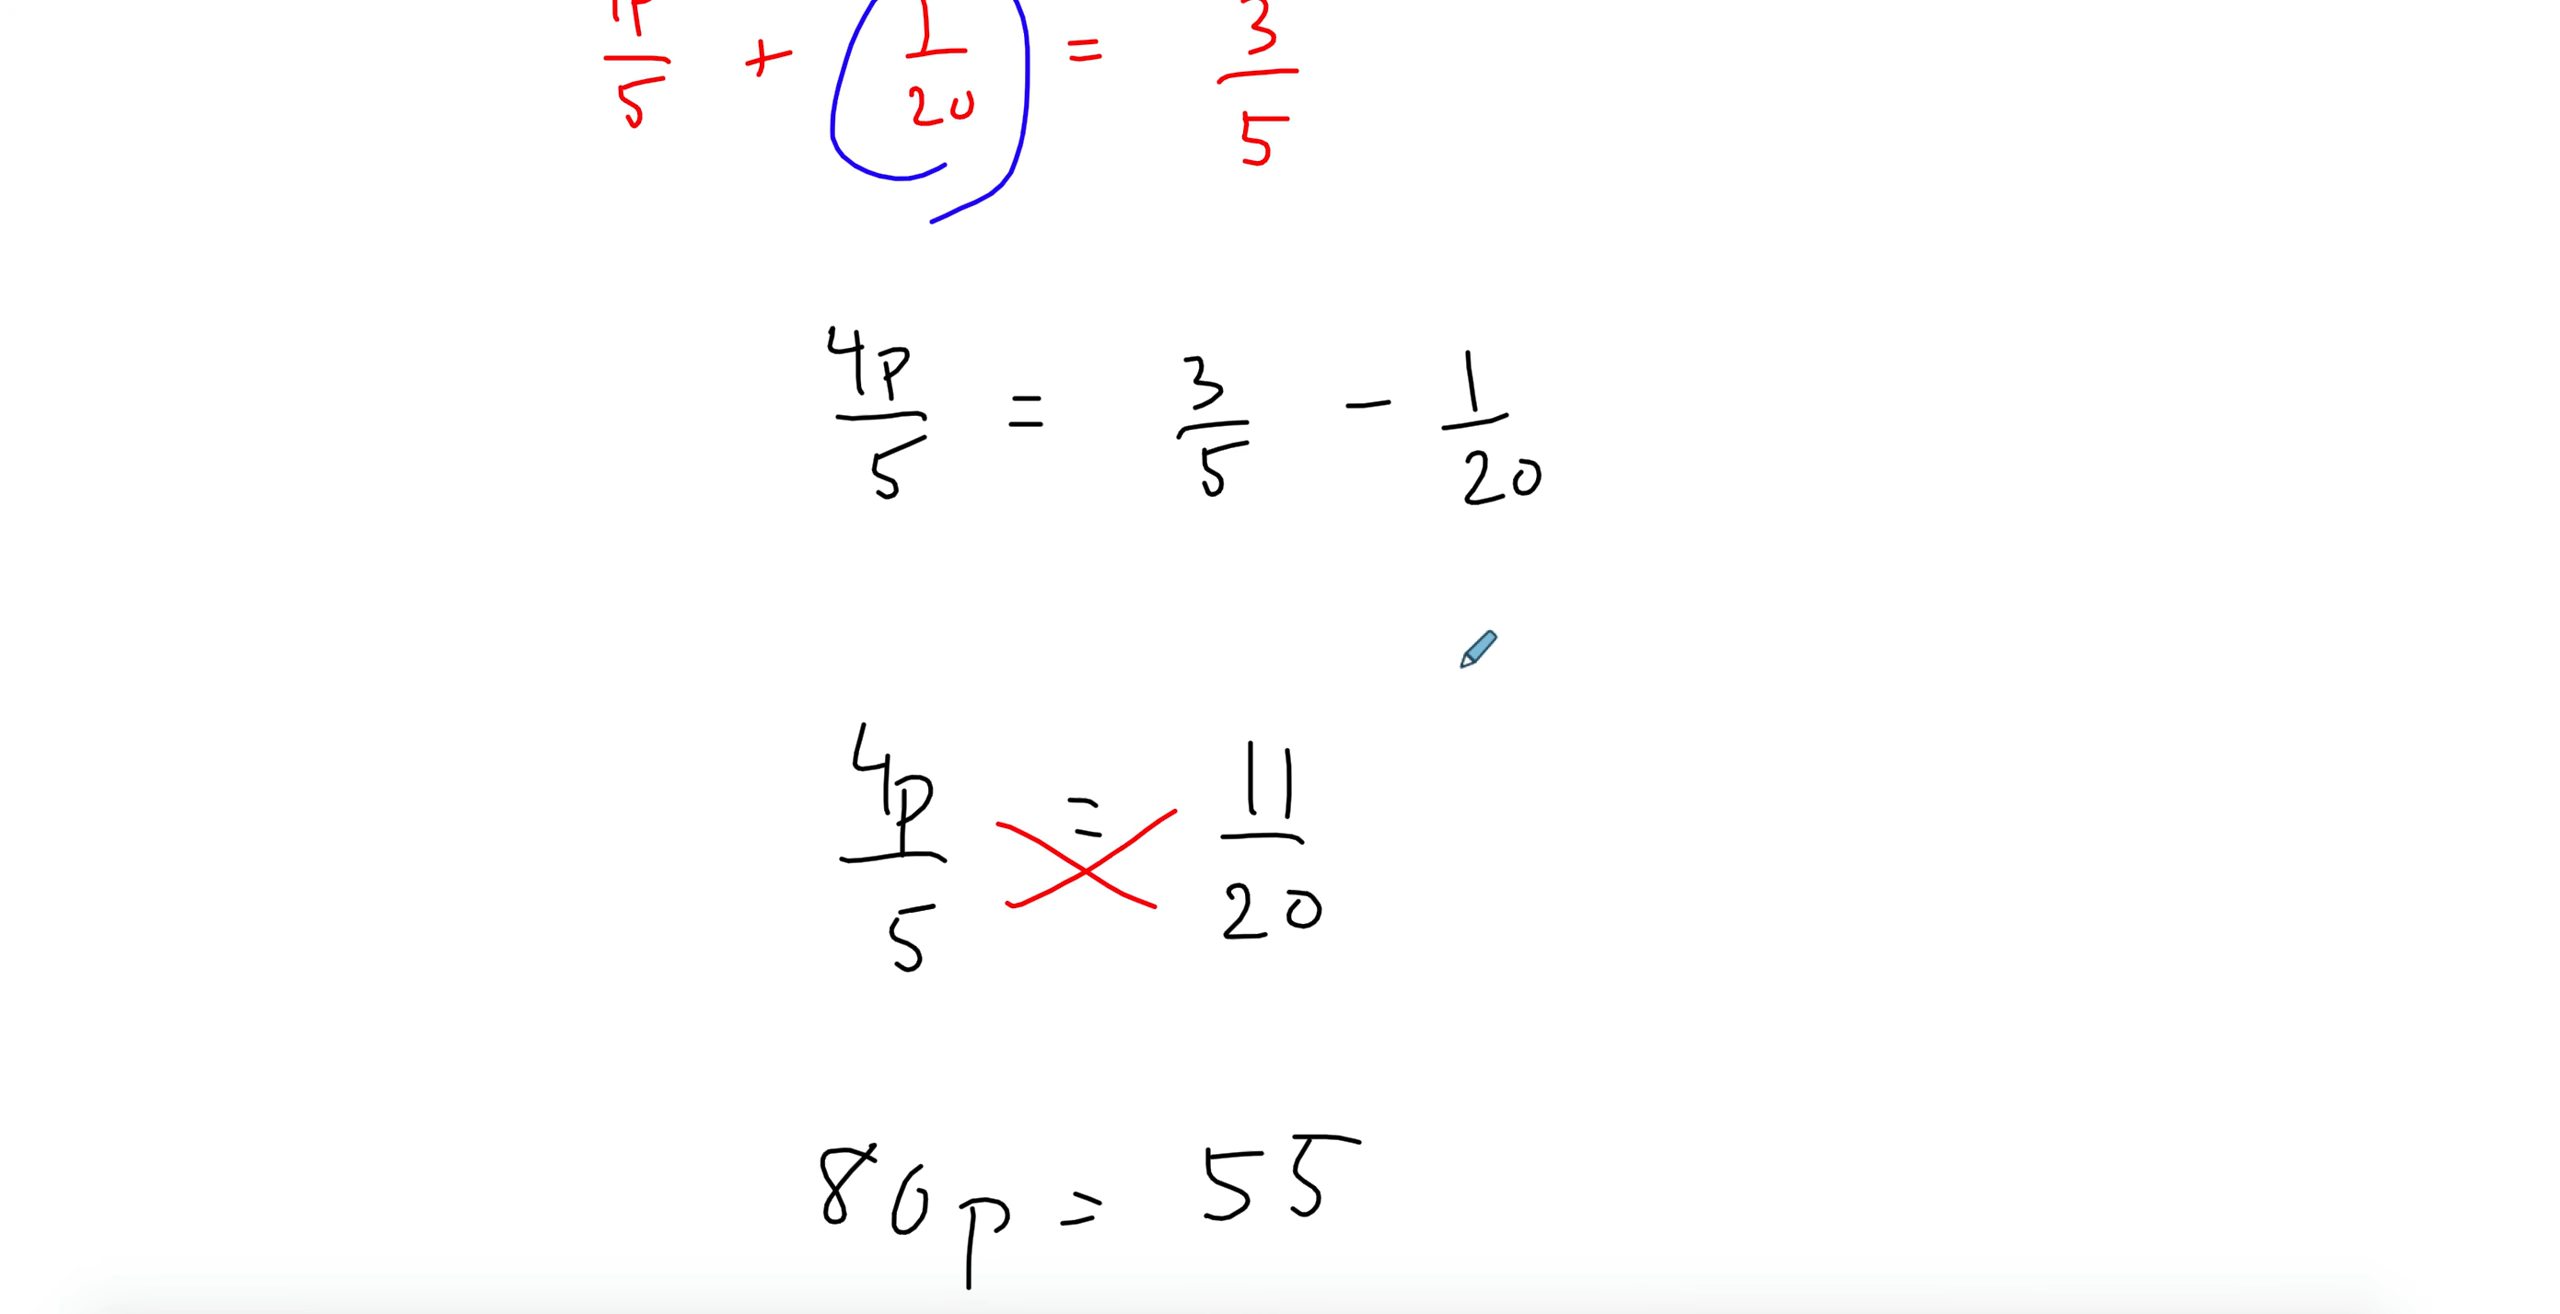 4p/5 + 1/20 = 3/5
4p/5 = 3/5 - 1/20
4p/5 = 11/20
80p = 55